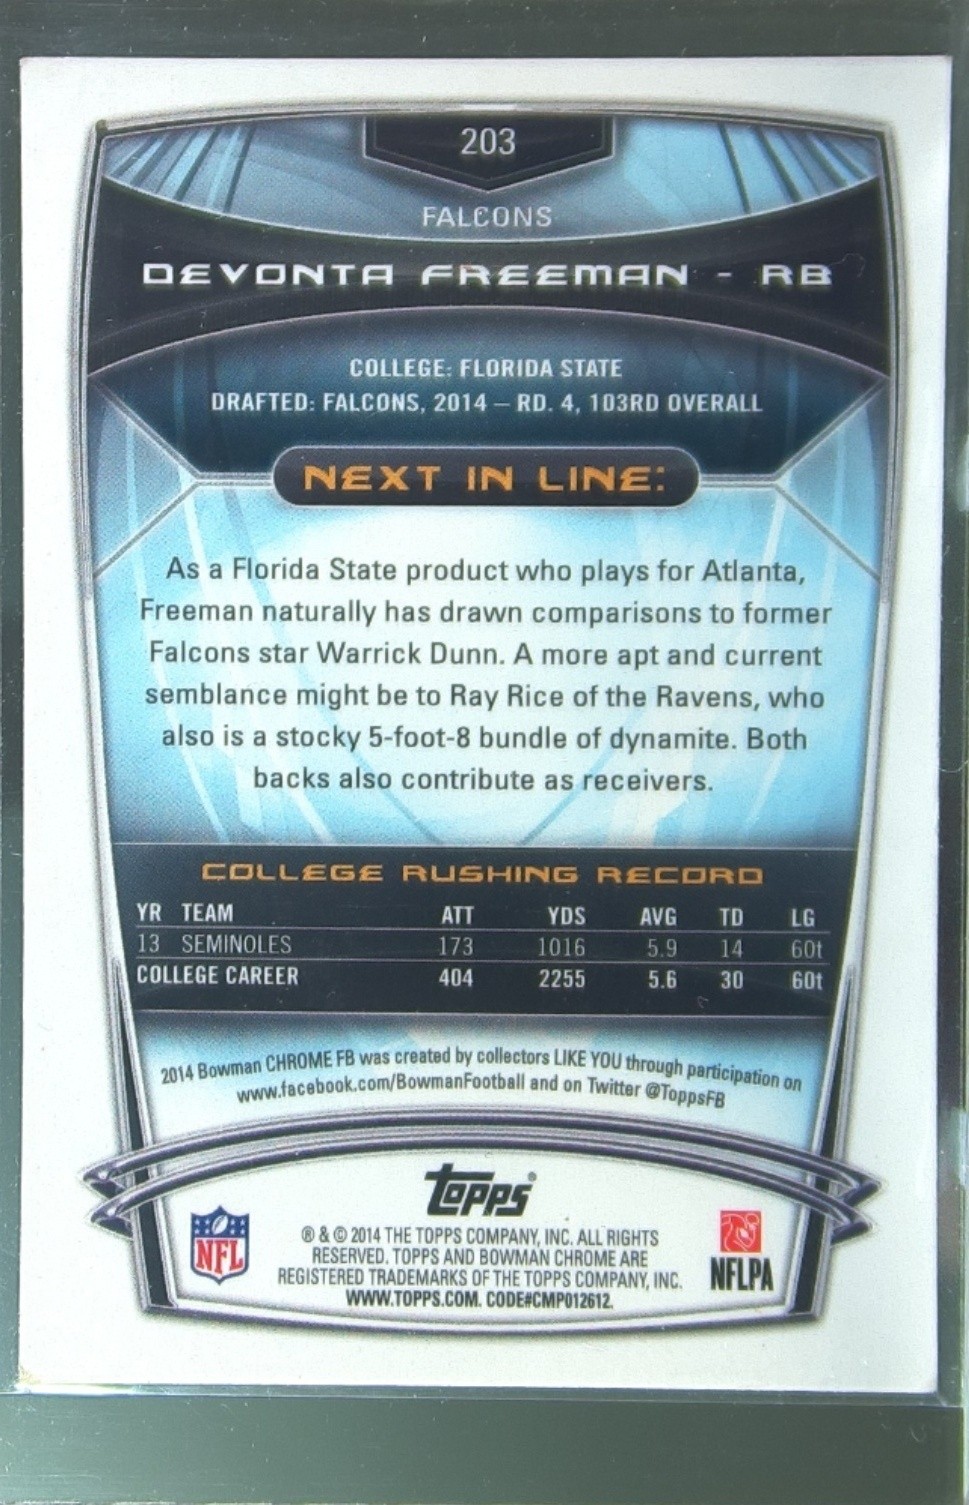 203
FALCONS
DEVONTA FREEMAN - RB
COLLEGE: FLORIDA STATE
DRAFTED: FALCONS, 2014 – RD. 4, 103RD OVERALL
NEXT IN LINE:
As a Florida State product who plays for Atlanta,
Freeman naturally has drawn comparisons to former
Falcons star Warrick Dunn. A more apt and current
semblance might be to Ray Rice of the Ravens, who
also is a stocky 5-foot-8 bundle of dynamite. Both
backs also contribute as receivers.
COLLEGE RUSHING RECORD
YR TEAM ATT YDS AVG TD LG
13 SEMINOLES 173 1016 5.9 14 60t
COLLEGE CAREER 404 2255 5.6 30 60t
2014 Bowman CHROME FB was created by collectors LIKE YOU through participation on
www.facebook.com/BowmanFootball and on Twitter @ToppsFB
topps®
® & © 2014 THE TOPPS COMPANY, INC. ALL RIGHTS
RESERVED. TOPPS AND BOWMAN CHROME ARE
REGISTERED TRADEMARKS OF THE TOPPS COMPANY, INC.
WWW.TOPPS.COM. CODE#CMP012612.
NFL
NFLPA